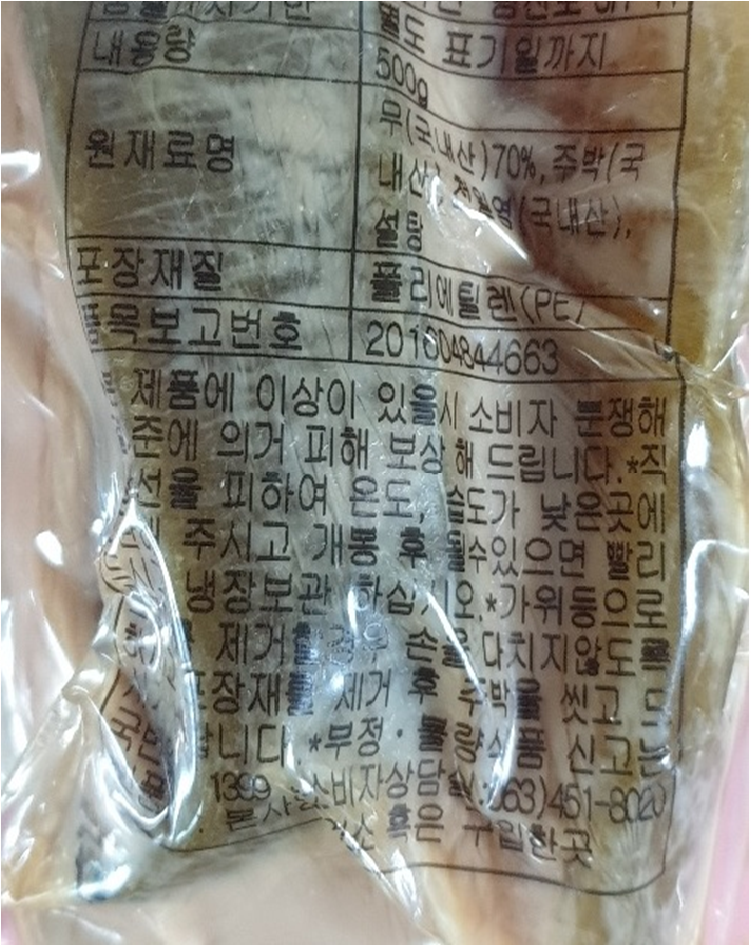 별도 표기일까지
내용량 500g
원재료명 무(국내산)70%, 주박(국
내산), 천일염(국내산),
설탕
포장재질 폴리에틸렌(PE)
품목보고번호 201604844663
제품에 이상이 있을시 소비자 분쟁해
준에 의거 피해 보상해 드립니다.*직
선을 피하여 온도, 습도가 낮은곳에
주시고 개봉 후 될수있으면 빨리
냉장보관 하십시오.*가위등으로
제거할경우 손을 다치지않도록
포장재를 제거 후 주박을 씻고 드
니다.*부정·불량식품 신고는
1399 소비자상담실:063)451-8020
혹은 구입한곳